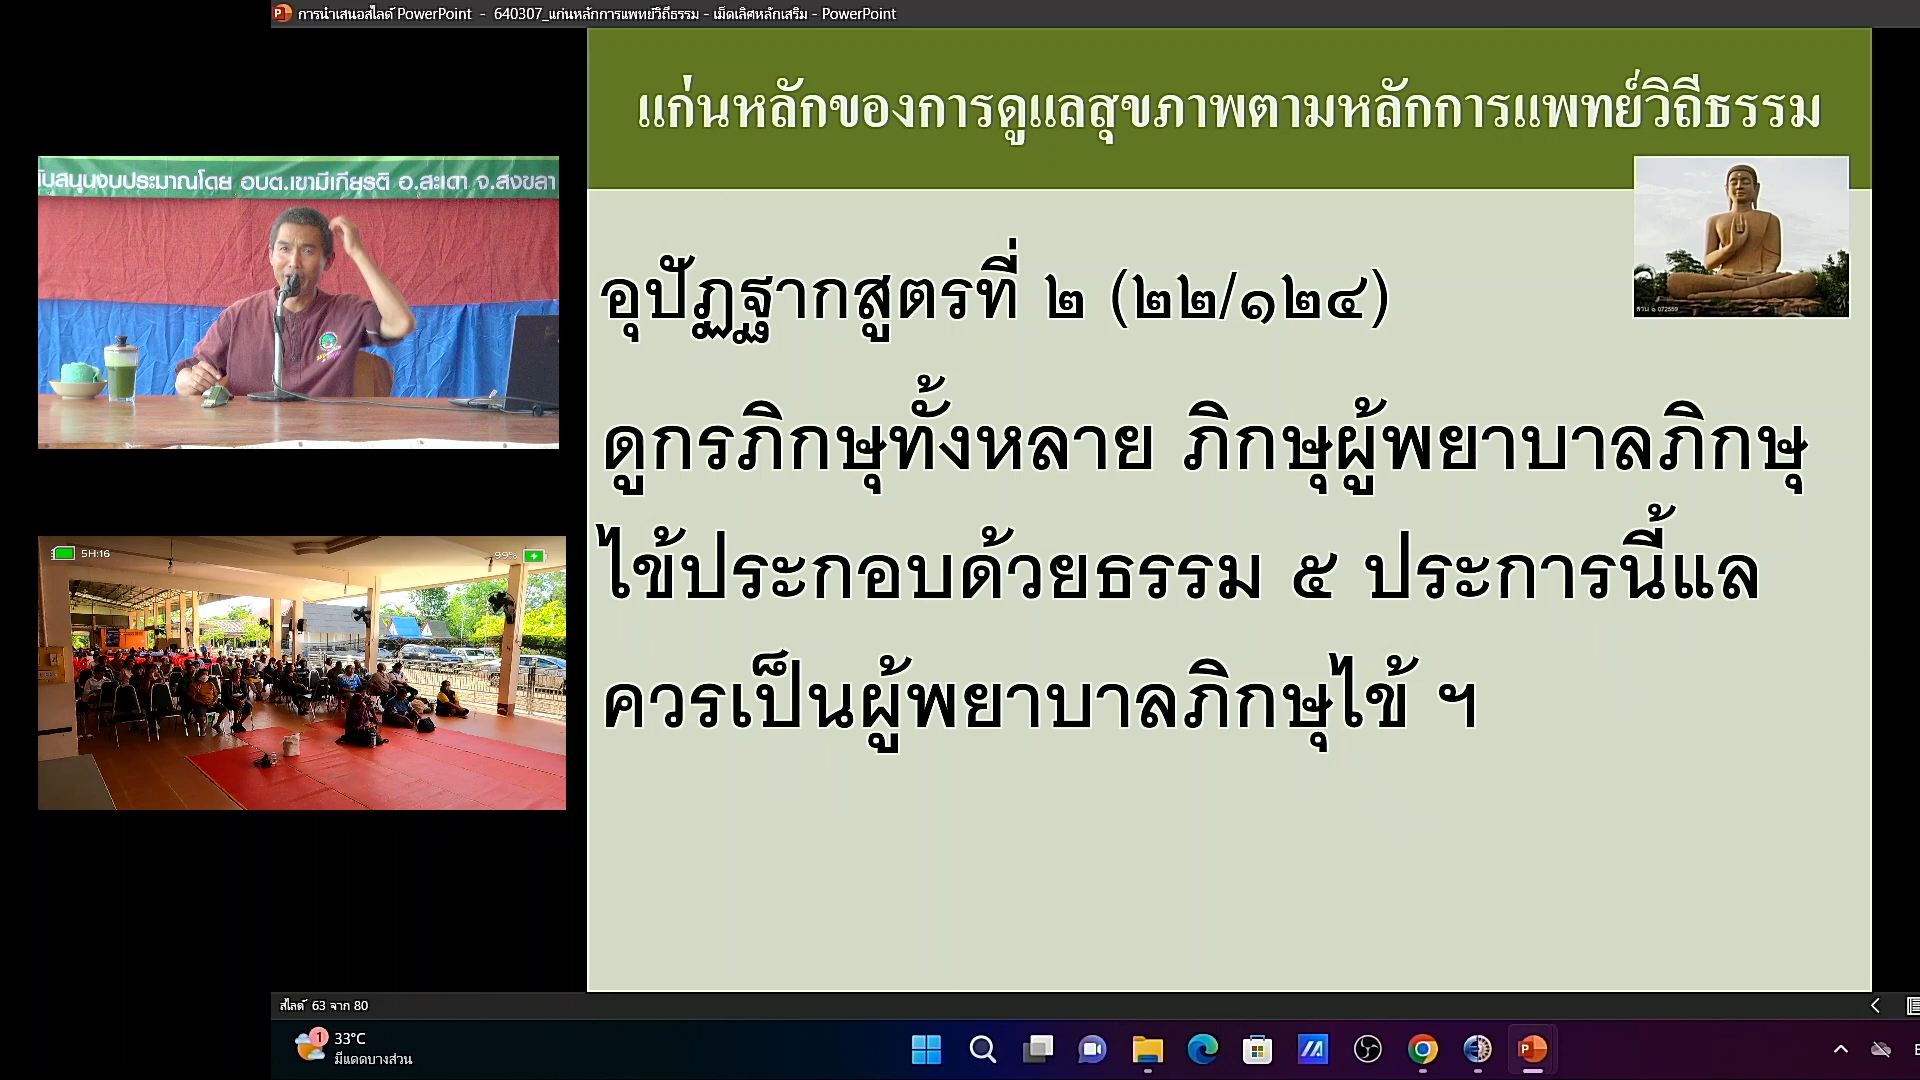 การนำเสนอสไลด์ PowerPoint - 640307_แก่นหลักการแพทย์วิถีธรรม - เม็ดเลิศหลักเสริม - PowerPoint
แก่นหลักของการดูแลสุขภาพตามหลักการแพทย์วิถีธรรม
สวน ๑ 072559
อุปัฏฐากสูตรที่ ๒ (๒๒/๑๒๔)
ดูกรภิกษุทั้งหลาย ภิกษุผู้พยาบาลภิกษุ
ไข้ประกอบด้วยธรรม ๕ ประการนี้แล
ควรเป็นผู้พยาบาลภิกษุไข้ ฯ
ับสนุนงบประมาณโดย อบต.เขามีเกียรติ อ.สะเดา จ.สงขลา
5H:16
99%
สไลด์ 63 จาก 80
1
33°C
มีแดดบางส่วน